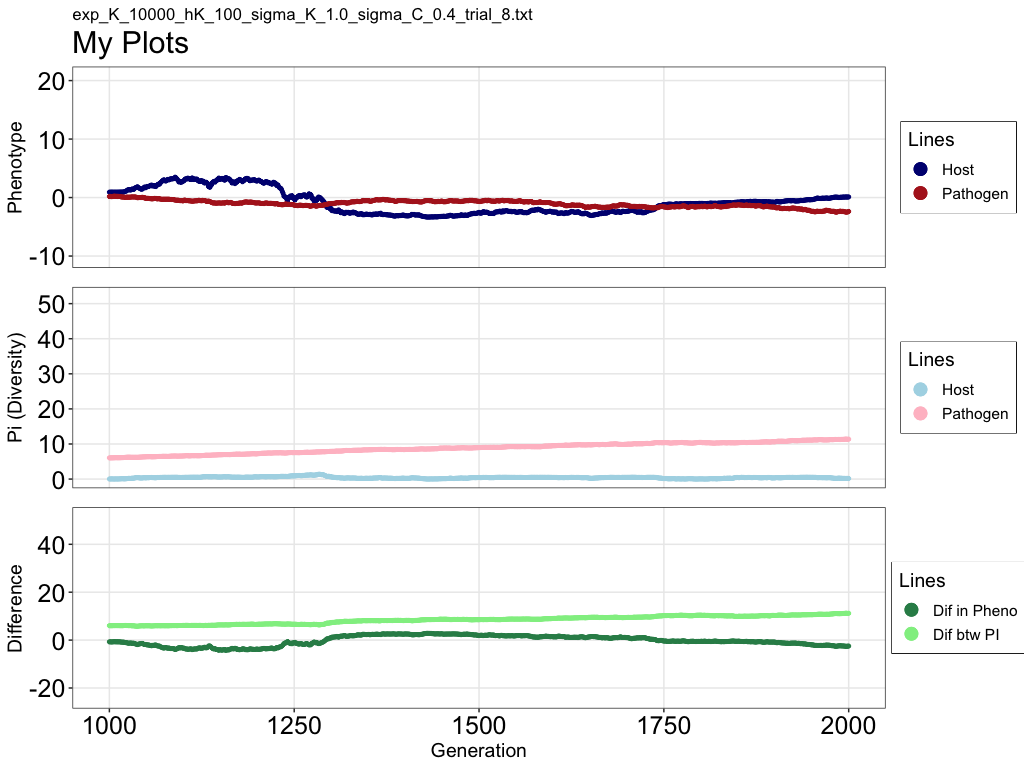 exp_K_10000_hK_100_sigma_K_1.0_sigma_C_0.4_trial_8.txt
My Plots
Phenotype
20
10
0
-10
Lines
Host
Pathogen
Pi (Diversity)
50
40
30
20
10
0
Lines
Host
Pathogen
Difference
40
20
0
-20
Lines
Dif in Pheno
Dif btw PI
1000 1250 1500 1750 2000
Generation